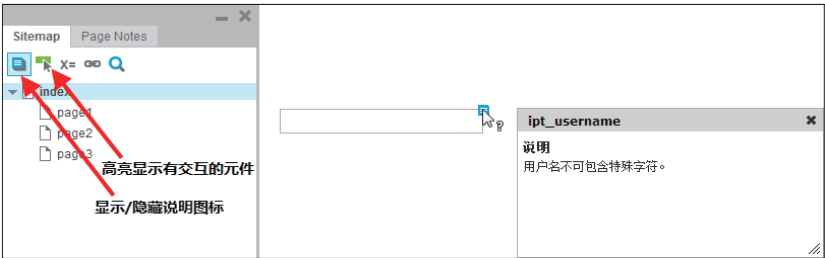 Sitemap
Page Notes
X=
index
page1
page2
page3
高亮显示有交互的元件
显示/隐藏说明图标
ipt_username
说明
用户名不可包含特殊字符。